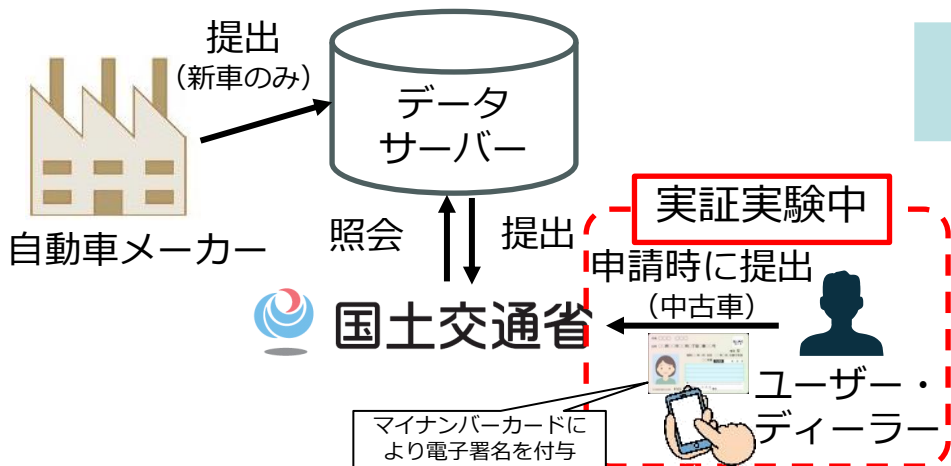 提出
（新車のみ）
データ
サーバー
自動車メーカー
照会
提出
実証実験中
申請時に提出
（中古車）
国土交通省
ユーザー・
ディーラー
マイナンバーカードに
より電子署名を付与